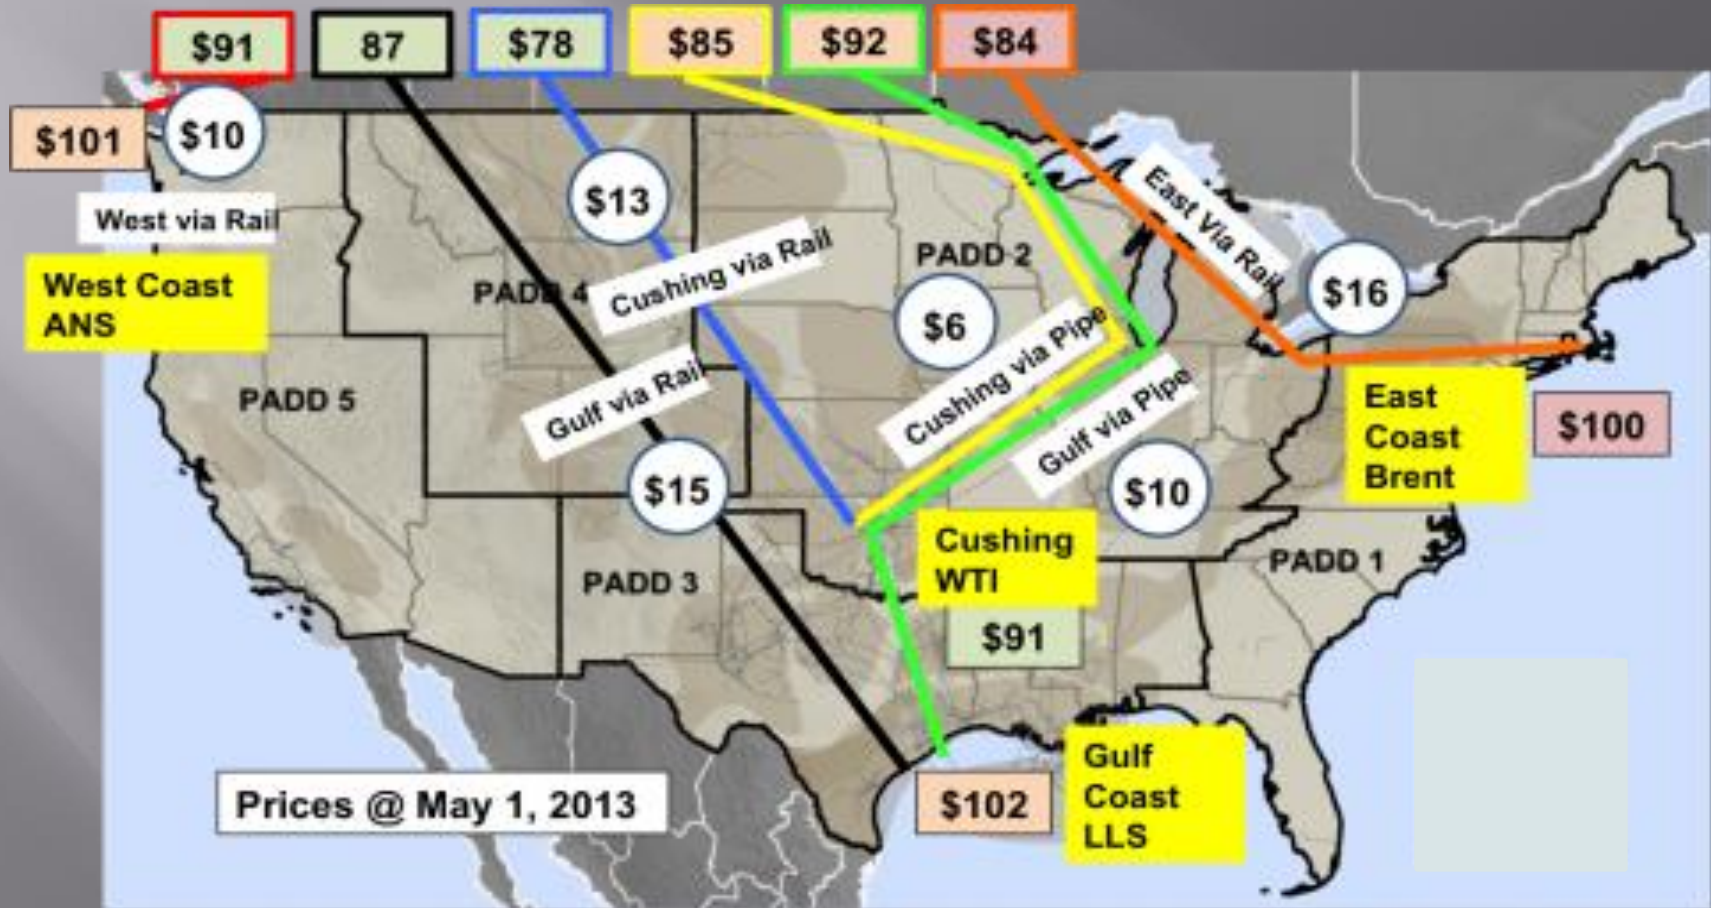 $91
87
$78
$85
$92
$84
$101
$10
West via Rail
West Coast
ANS
$13
PADD 4
Cushing via Rail
Gulf via Rail
PADD 2
$6
East Via Rail
$16
Cushing via Pipe
Gulf via Pipe
PADD 5
East
Coast
Brent
$100
$15
$10
Cushing
WTI
$91
PADD 3
PADD 1
Prices @ May 1, 2013
$102
Gulf
Coast
LLS